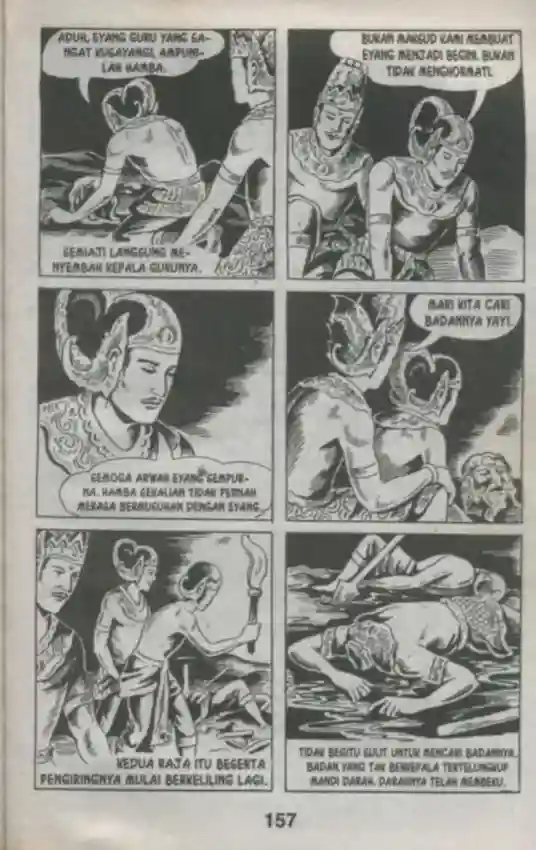 ADUH, EYANG GURU YANG SA-
NGAT KUSAYANGI, AMPUNI-
LAH HAMBA.
SEMIATI LANGSUNG ME-
NYEMBAH KEPALA GURUNYA.
BUKAN MAKSUD KAMI MEMBUAT
EYANG MENJADI BEGINI. BUKAN
TIDAK MENGHORMATI.
SEMOGA ARWAH EYANG SEMPUR-
NA. HAMBA SEKALIAN TIDAK PERNAH
MERASA BERMUSUHAN DENGAN EYANG.
MARI KITA CARI
BADANNYA YAYI.
KEDUA RAJA ITU BESERTA
PENGIRINGNYA MULAI BERKELILING LAGI.
TIDAK BEGITU SULIT UNTUK MENCARI BADANNYA.
BADAN YANG TAK BERKEPALA TERTELUNGKUP
MANDI DARAH. DARAHNYA TELAH MEMBEKU.
157